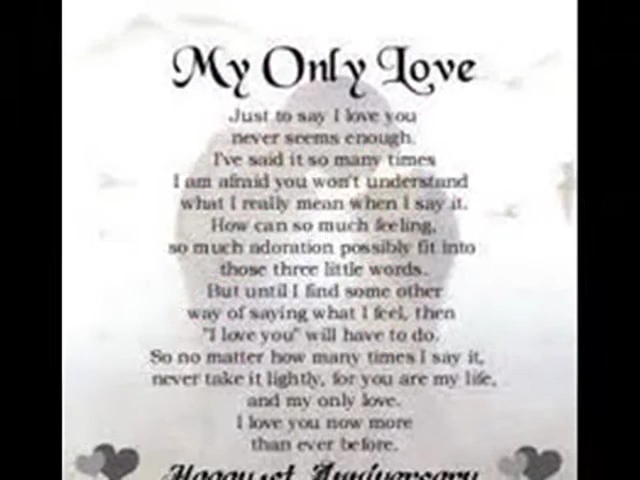 My Only Love
Just to say I love you
never seems enough.
I've said it so many times
I am afraid you won't understand
what I really mean when I say it.
How can so much feeling,
so much adoration possibly fit into
those three little words.
But until I find some other
way of saying what I feel, then
"I love you" will have to do.
So no matter how many times I say it,
never take it lightly, for you are my life,
and my only love.
I love you now more
than ever before.
Happy 1st Anniversary